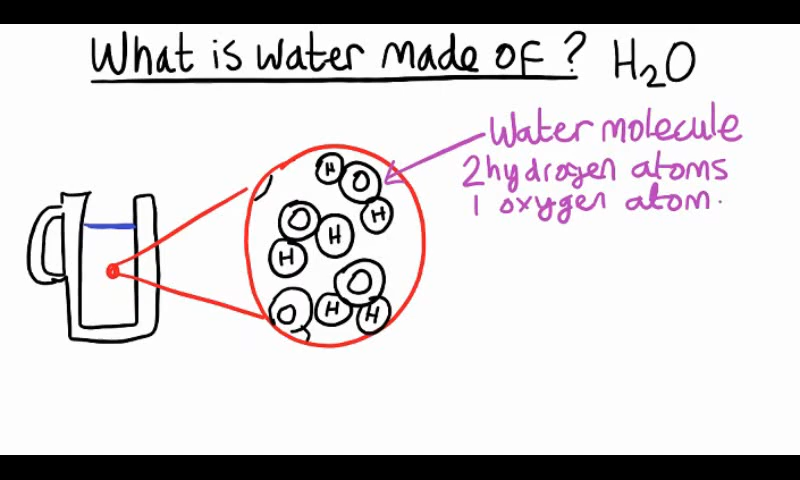 What is water made of ? H₂O
Water molecule
2 hydrogen atoms
1 oxygen atom.
H
O
H
O
H
H
O
H
H
O